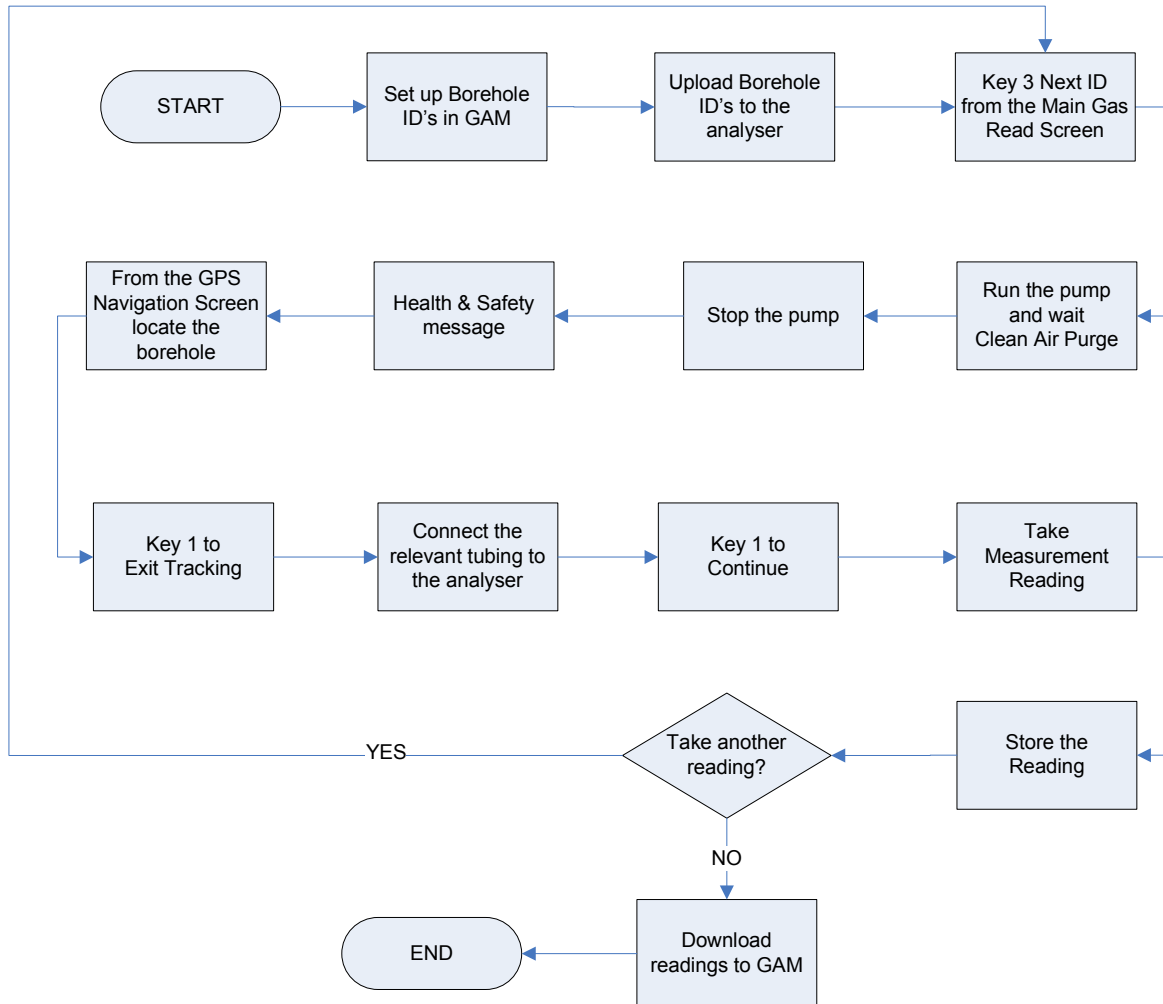 START
Set up Borehole
ID's in GAM
Upload Borehole
ID's to the
analyser
Key 3 Next ID
from the Main Gas
Read Screen
From the GPS
Navigation Screen
locate the
borehole
Health & Safety
message
Stop the pump
Run the pump
and wait
Clean Air Purge
Key 1 to
Exit Tracking
Connect the
relevant tubing to
the analyser
Key 1 to
Continue
Take
Measurement
Reading
YES
Take another
reading?
Store the
Reading
NO
END
Download
readings to GAM